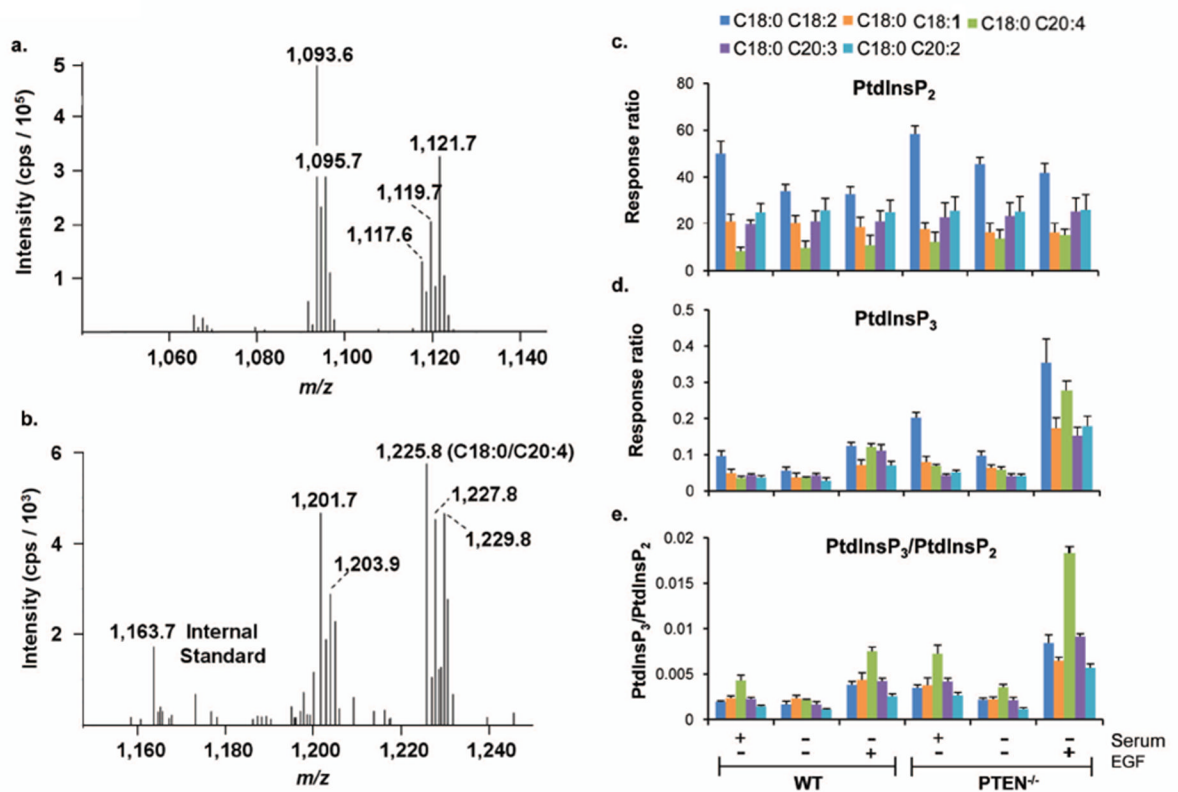 a.
1,093.6
5
4
3
2
1
Intensity (cps / 10⁵)
1,095.7
1,121.7
1,119.7
1,117.6
1,060 1,080 1,100 1,120 1,140
m/z
b.
6
4
2
Intensity (cps / 10³)
1,225.8 (C18:0/C20:4)
1,201.7
1,227.8
1,229.8
1,203.9
1,163.7 Internal
Standard
1,160 1,180 1,200 1,220 1,240
m/z
C18:0 C18:2 C18:0 C18:1 C18:0 C20:4
C18:0 C20:3 C18:0 C20:2
c.
PtdInsP₂
Response ratio
80
60
40
20
0
d.
PtdInsP₃
Response ratio
0.5
0.4
0.3
0.2
0.1
0
e.
PtdInsP₃/PtdInsP₂
PtdInsP₃/PtdInsP₂
0.02
0.015
0.01
0.005
0
+ - - + - - Serum
- - + - - + EGF
WT PTEN⁻/⁻